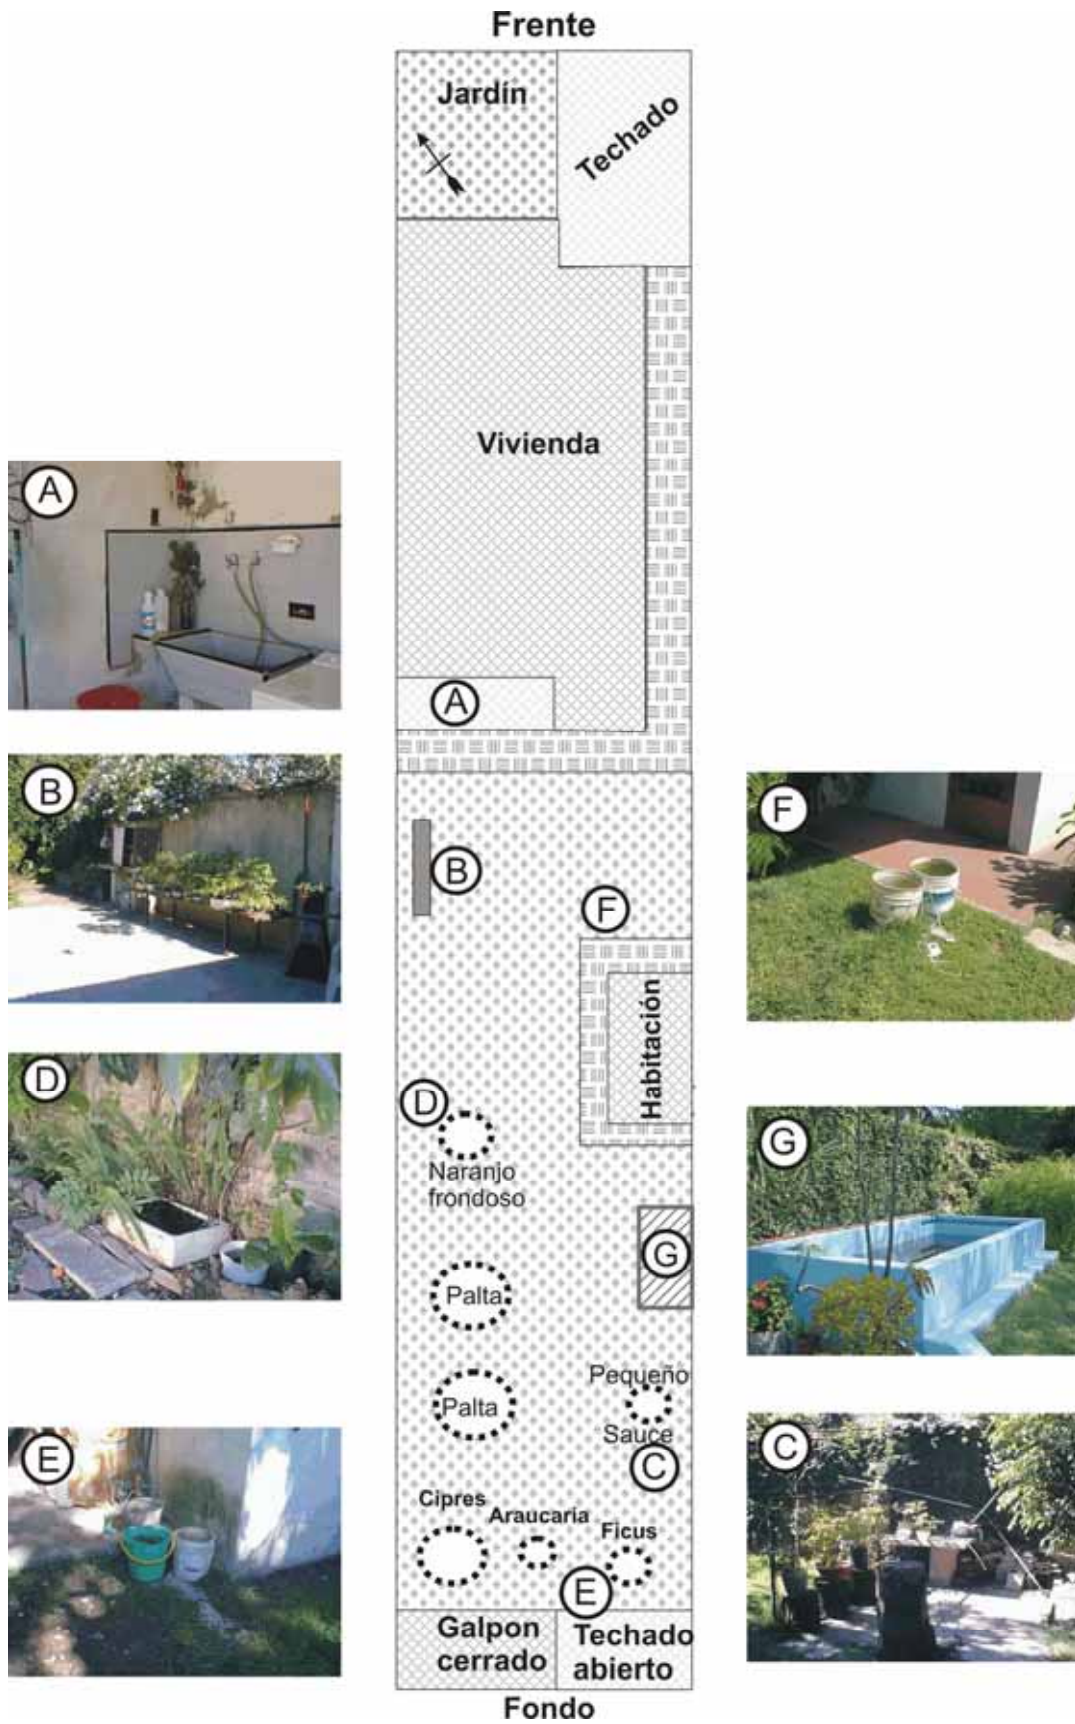 Frente
Jardín
Techado
Vivienda
A
A
B
B
F
F
Habitación
D
D
Naranjo
frondoso
G
G
Palta
Pequeño
Palta
Sauce
C
C
E
Cipres
Araucaria
Ficus
E
Galpon
cerrado
Techado
abierto
Fondo